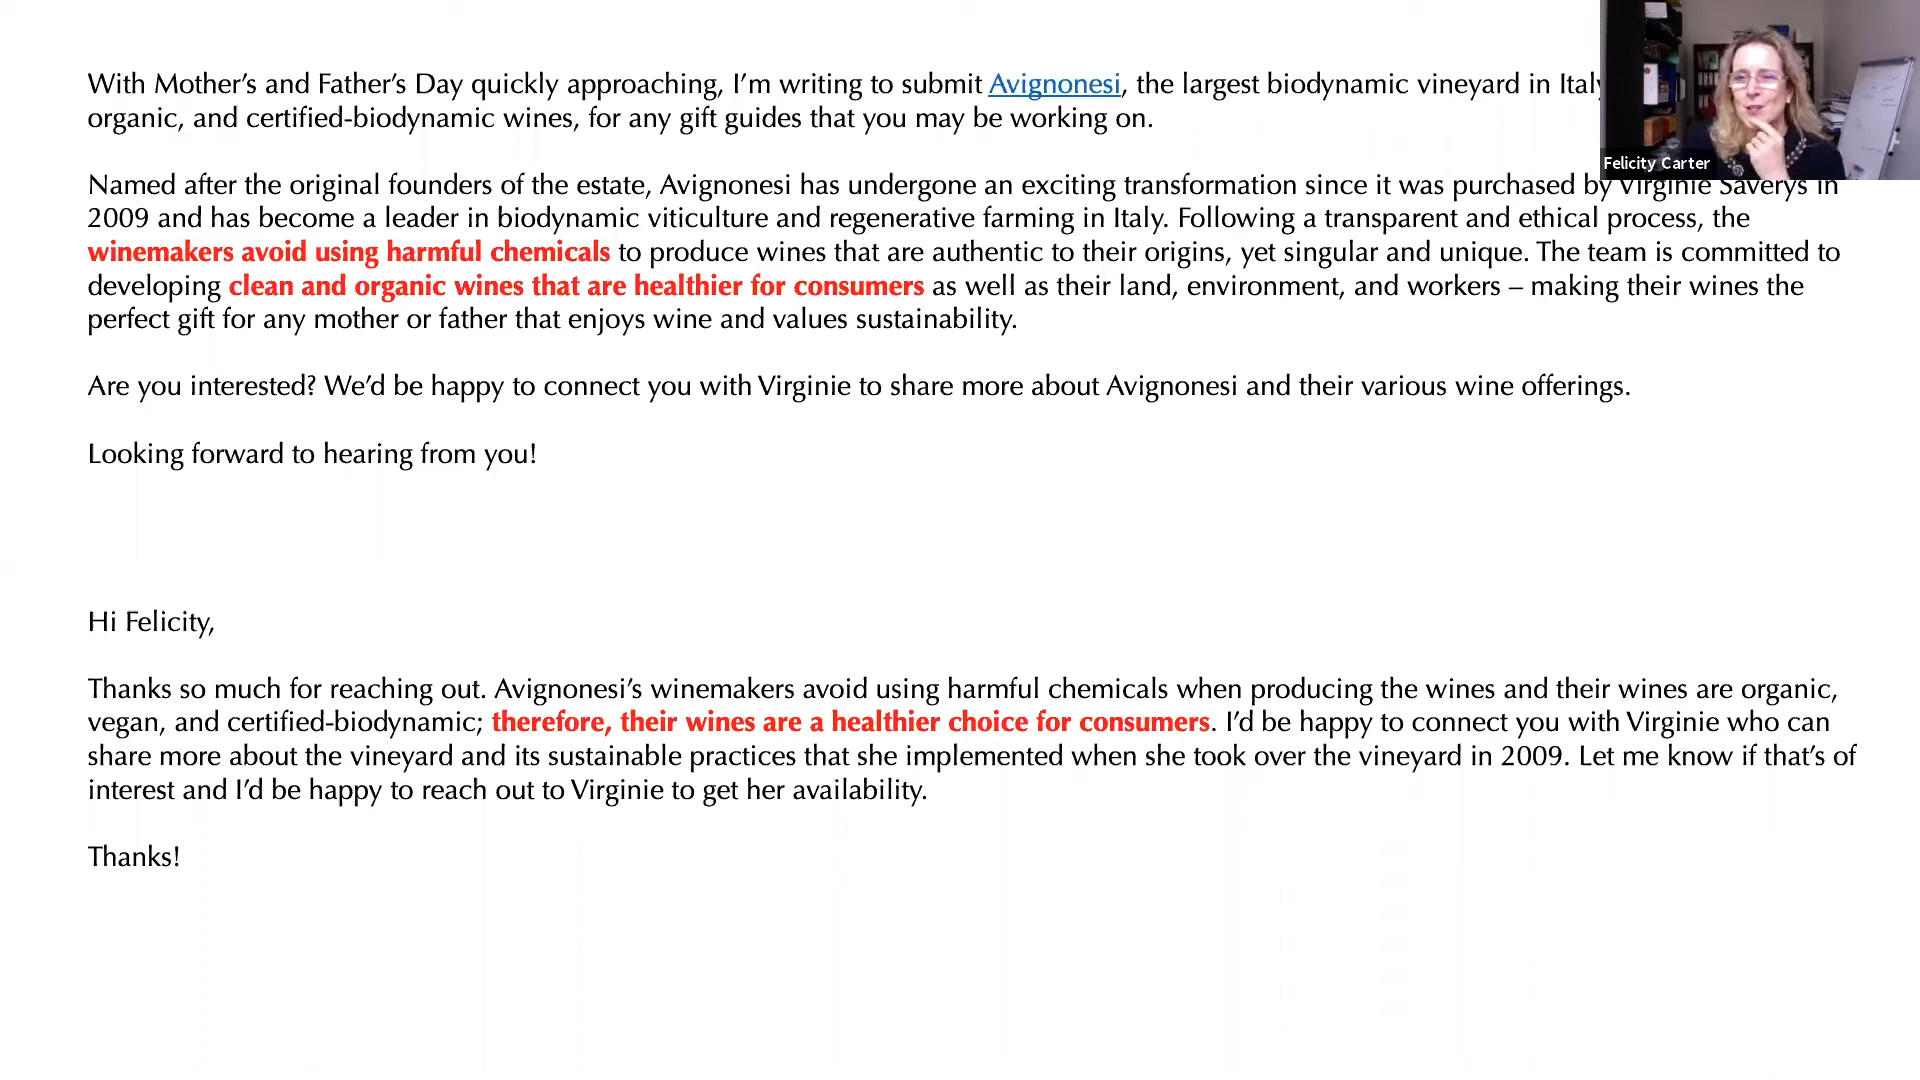 With Mother’s and Father’s Day quickly approaching, I’m writing to submit Avignonesi, the largest biodynamic vineyard in Italy
organic, and certified-biodynamic wines, for any gift guides that you may be working on.
Felicity Carter
Named after the original founders of the estate, Avignonesi has undergone an exciting transformation since it was purchased by Virginie Saverys in
2009 and has become a leader in biodynamic viticulture and regenerative farming in Italy. Following a transparent and ethical process, the
winemakers avoid using harmful chemicals to produce wines that are authentic to their origins, yet singular and unique. The team is committed to
developing clean and organic wines that are healthier for consumers as well as their land, environment, and workers – making their wines the
perfect gift for any mother or father that enjoys wine and values sustainability.
Are you interested? We’d be happy to connect you with Virginie to share more about Avignonesi and their various wine offerings.
Looking forward to hearing from you!
Hi Felicity,
Thanks so much for reaching out. Avignonesi’s winemakers avoid using harmful chemicals when producing the wines and their wines are organic,
vegan, and certified-biodynamic; therefore, their wines are a healthier choice for consumers. I’d be happy to connect you with Virginie who can
share more about the vineyard and its sustainable practices that she implemented when she took over the vineyard in 2009. Let me know if that’s of
interest and I’d be happy to reach out to Virginie to get her availability.
Thanks!